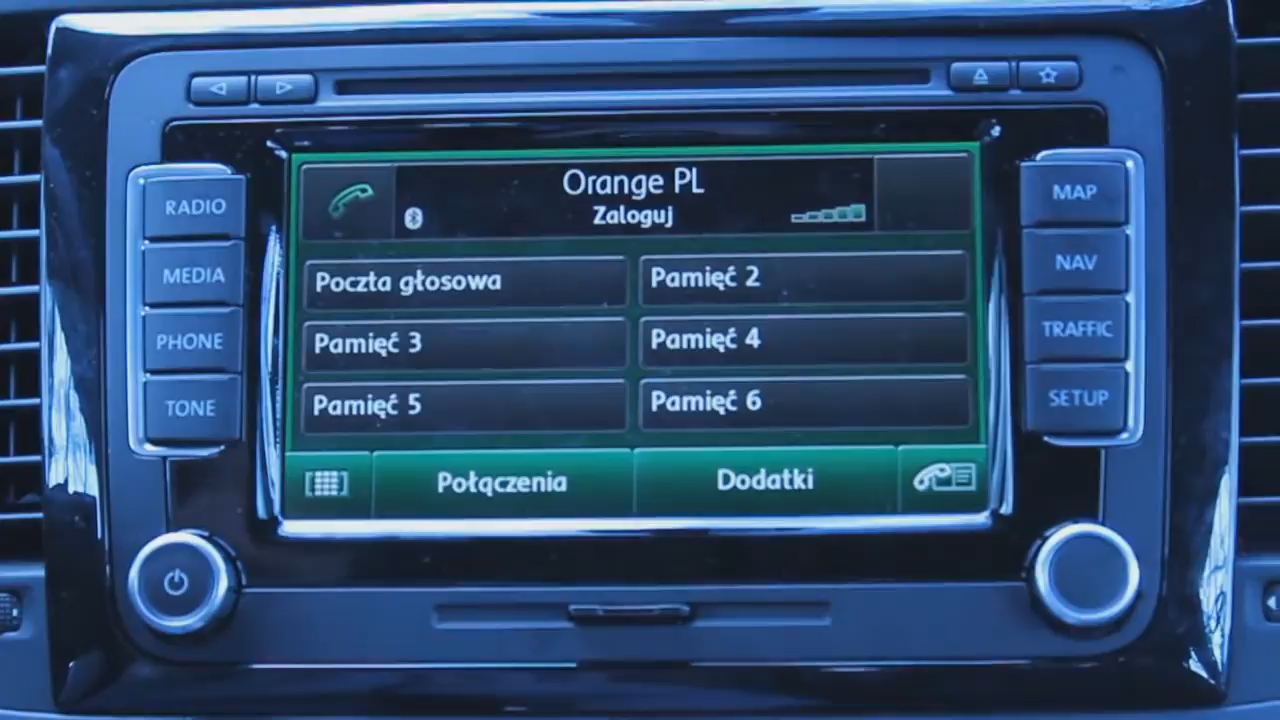 RADIO
MEDIA
PHONE
TONE
Orange PL
Zaloguj
Poczta głosowa
Pamięć 2
Pamięć 3
Pamięć 4
Pamięć 5
Pamięć 6
Połączenia
Dodatki
MAP
NAV
TRAFFIC
SETUP